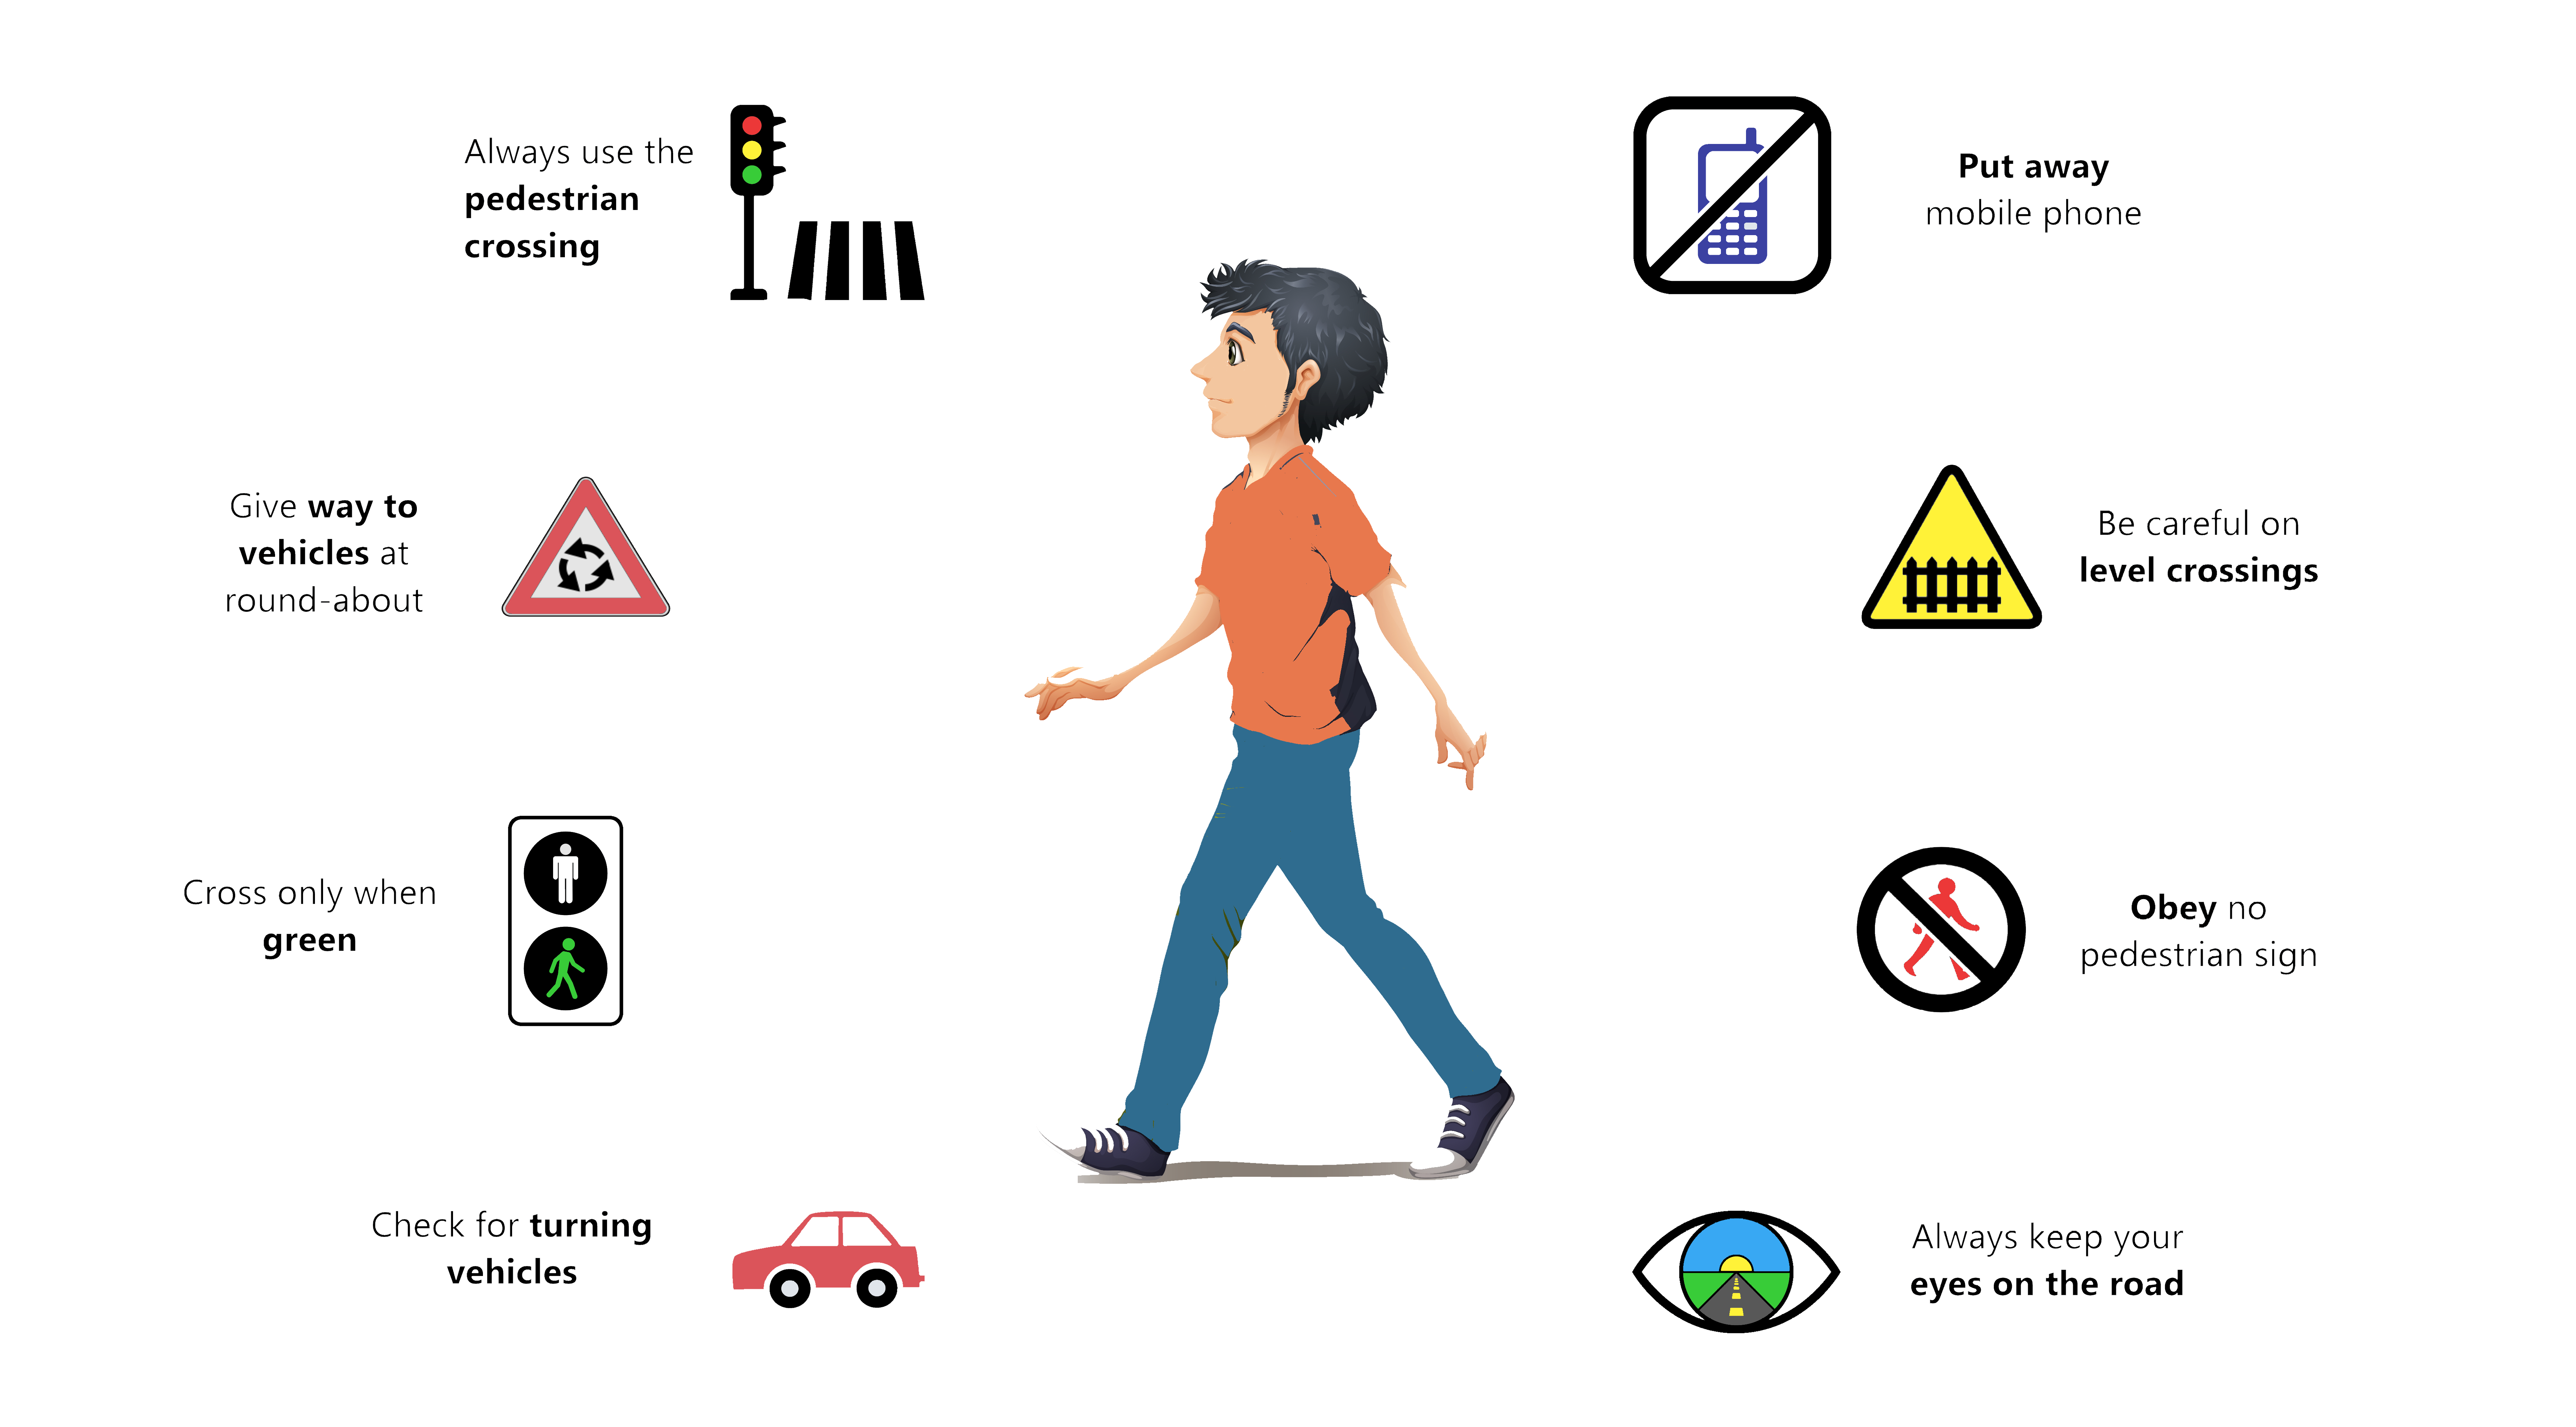 Always use the
pedestrian
crossing
Give way to
vehicles at
round-about
Cross only when
green
Check for turning
vehicles
Put away
mobile phone
Be careful on
level crossings
Obey no
pedestrian sign
Always keep your
eyes on the road